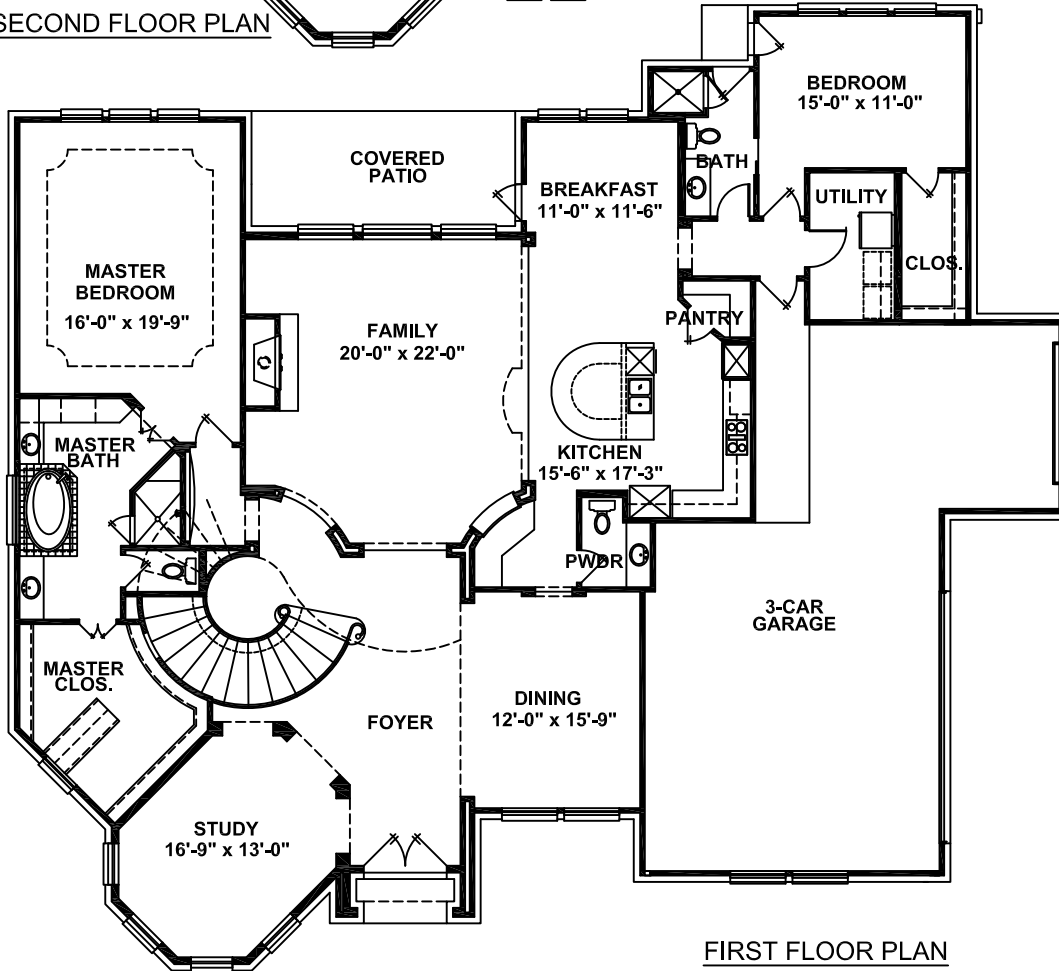 SECOND FLOOR PLAN
BEDROOM
15'-0" x 11'-0"
COVERED
PATIO
BATH
BREAKFAST
11'-0" x 11'-6"
UTILITY
CLOS.
MASTER
BEDROOM
16'-0" x 19'-9"
FAMILY
20'-0" x 22'-0"
PANTRY
MASTER
BATH
KITCHEN
15'-6" x 17'-3"
PWDR
3-CAR
GARAGE
MASTER
CLOS.
FOYER
DINING
12'-0" x 15'-9"
STUDY
16'-9" x 13'-0"
FIRST FLOOR PLAN